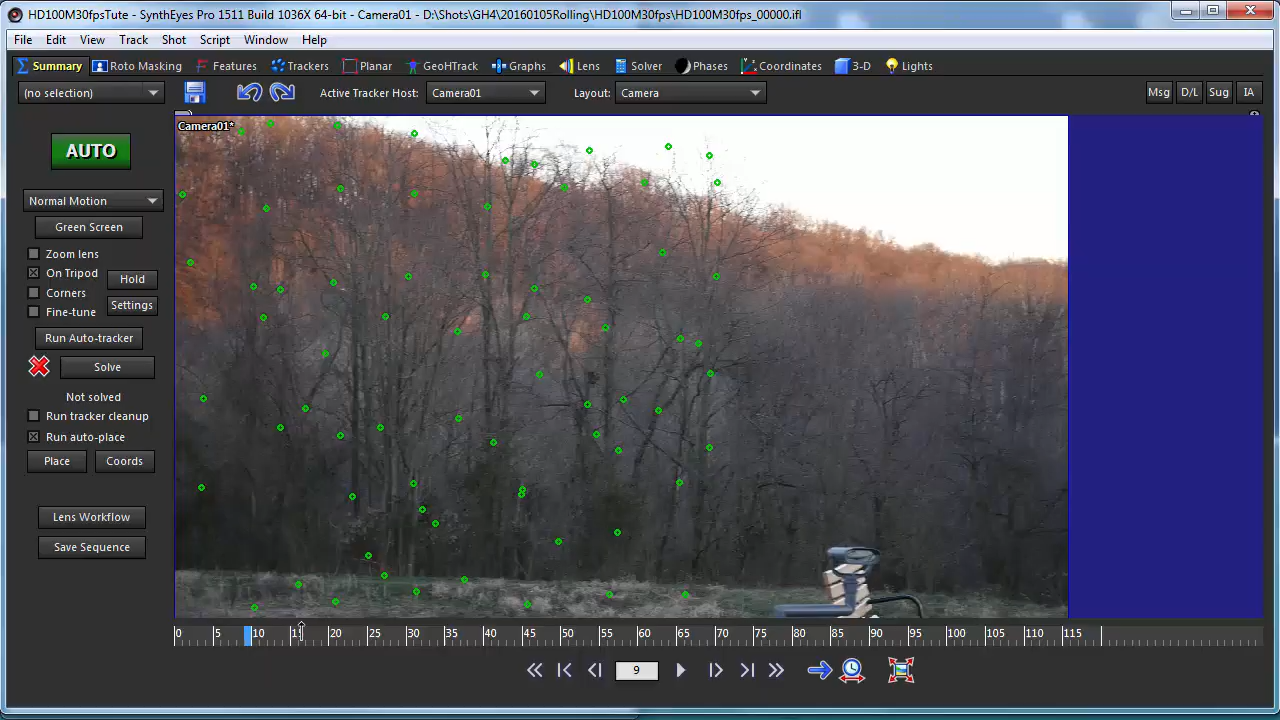 HD100M30fpsTute - SynthEyes Pro 1511 Build 1036X 64-bit - Camera01 - D:\Shots\GH4\20160105Rolling\HD100M30fps\HD100M30fps_00000.ifl
File Edit View Track Shot Script Window Help
Summary Roto Masking Features Trackers Planar GeoHTrack Graphs Lens Solver Phases Coordinates 3-D Lights
(no selection) Active Tracker Host: Camera01 Layout: Camera Msg D/L Sug IA
Camera01*
AUTO
Normal Motion
Green Screen
Zoom lens
On Tripod Hold
Corners
Settings
Fine-tune
Run Auto-tracker
Solve
Not solved
Run tracker cleanup
Run auto-place
Place Coords
Lens Workflow
Save Sequence
0 5 10 15 20 25 30 35 40 45 50 55 60 65 70 75 80 85 90 95 100 105 110 115
9